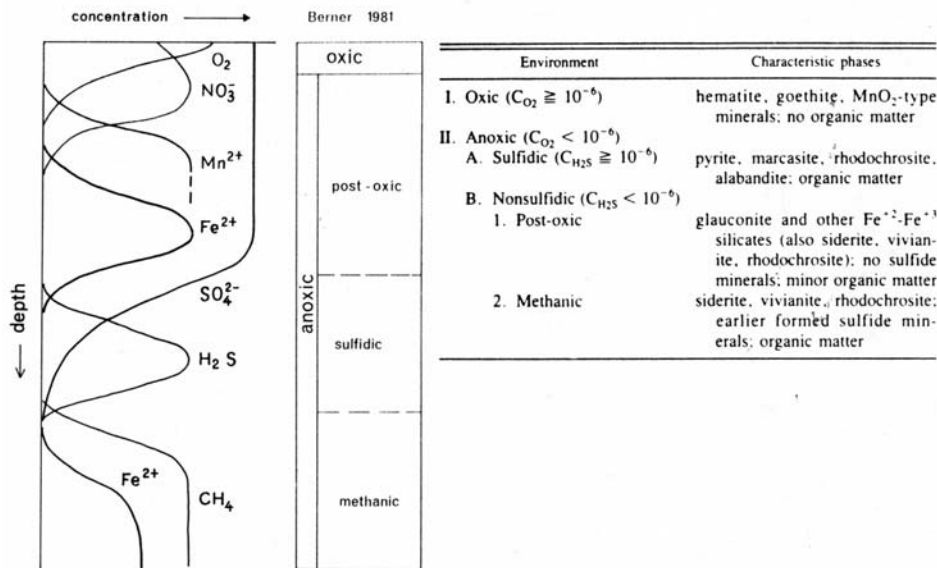 concentration →
Berner 1981
O₂
NO₃⁻
Mn²⁺
Fe²⁺
SO₄²⁻
H₂S
Fe²⁺
CH₄
← depth
oxic
anoxic
post-oxic
sulfidic
methanic
Environment Characteristic phases
I. Oxic (C_O₂ ≧ 10⁻⁶) hematite, goethite, MnO₂-type
minerals; no organic matter
II. Anoxic (C_O₂ < 10⁻⁶)
A. Sulfidic (C_H₂S ≧ 10⁻⁶) pyrite, marcasite, rhodochrosite,
alabandite; organic matter
B. Nonsulfidic (C_H₂S < 10⁻⁶)
1. Post-oxic glauconite and other Fe⁺²-Fe⁺³
silicates (also siderite, vivian-
ite, rhodochrosite); no sulfide
minerals; minor organic matter
2. Methanic siderite, vivianite, rhodochrosite;
earlier formed sulfide min-
erals; organic matter